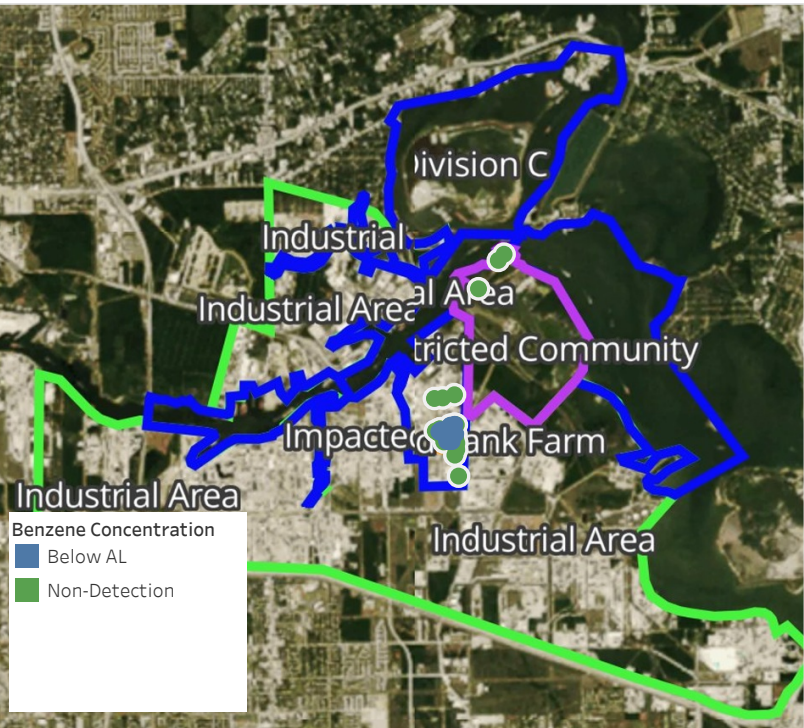 Division C
Industrial
Industrial Area
al Area
tricted Community
Impacted
ank Farm
Industrial Area
Industrial Area
Benzene Concentration
Below AL
Non-Detection